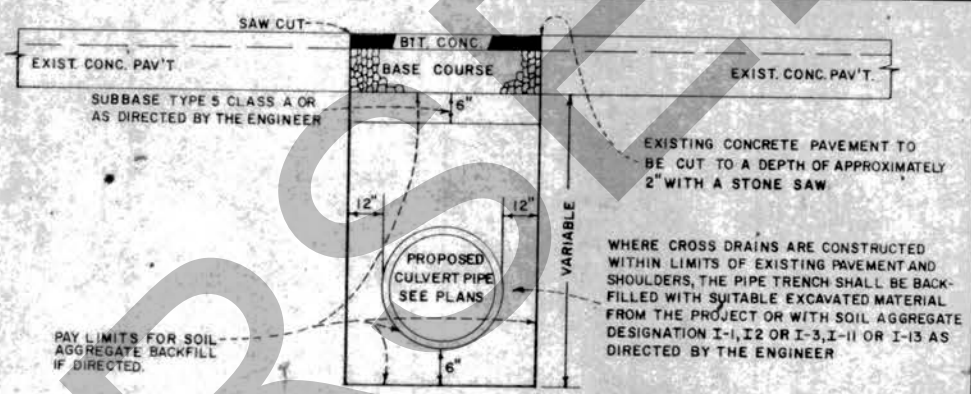 SAW CUT
BIT. CONC.
EXIST. CONC. PAV'T.
BASE COURSE
EXIST. CONC. PAV'T.
SUBBASE TYPE 5 CLASS A OR
AS DIRECTED BY THE ENGINEER
6"
EXISTING CONCRETE PAVEMENT TO
BE CUT TO A DEPTH OF APPROXIMATELY
2" WITH A STONE SAW
12"
12"
VARIABLE
PROPOSED
CULVERT PIPE
SEE PLANS
WHERE CROSS DRAINS ARE CONSTRUCTED
WITHIN LIMITS OF EXISTING PAVEMENT AND
SHOULDERS, THE PIPE TRENCH SHALL BE BACK-
FILLED WITH SUITABLE EXCAVATED MATERIAL
FROM THE PROJECT OR WITH SOIL AGGREGATE
DESIGNATION I-1, I2 OR I-3, I-11 OR I-13 AS
DIRECTED BY THE ENGINEER
PAY LIMITS FOR SOIL
AGGREGATE BACKFILL
IF DIRECTED.
6"